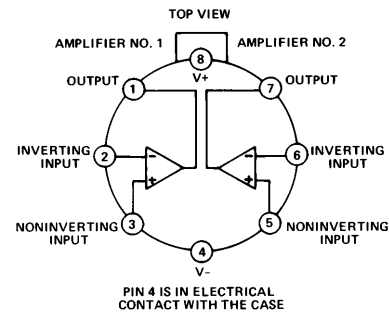 TOP VIEW
AMPLIFIER NO. 1
AMPLIFIER NO. 2
8
V+
OUTPUT
1
7
OUTPUT
INVERTING
INPUT
2
−
+
−
+
6
INVERTING
INPUT
NONINVERTING
INPUT
3
5
NONINVERTING
INPUT
4
V−
PIN 4 IS IN ELECTRICAL
CONTACT WITH THE CASE